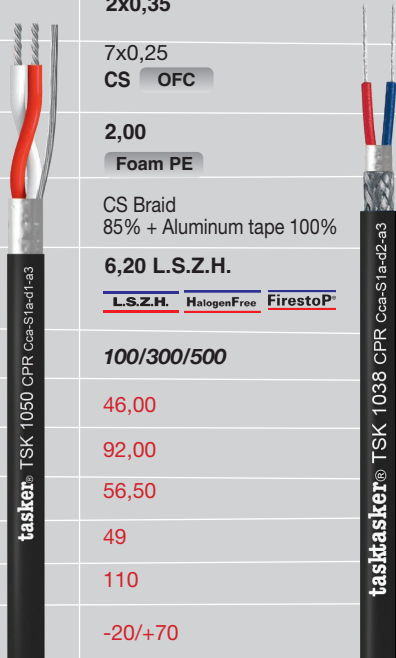 2x0,35
7x0,25
CS OFC
2,00
Foam PE
CS Braid
85% + Aluminum tape 100%
6,20 L.S.Z.H.
L.S.Z.H. HalogenFree FirestoP®
100/300/500
46,00
92,00
56,50
49
110
-20/+70
tasker® TSK 1050 CPR Cca-S1a-d1-a3
tasktasker® TSK 1038 CPR Cca-S1a-d2-a3